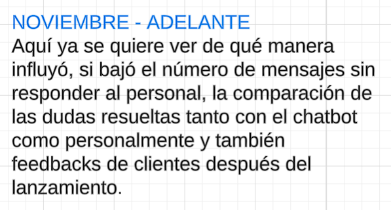 NOVIEMBRE - ADELANTE
Aquí ya se quiere ver de qué manera
influyó, si bajó el número de mensajes sin
responder al personal, la comparación de
las dudas resueltas tanto con el chatbot
como personalmente y también
feedbacks de clientes después del
lanzamiento.